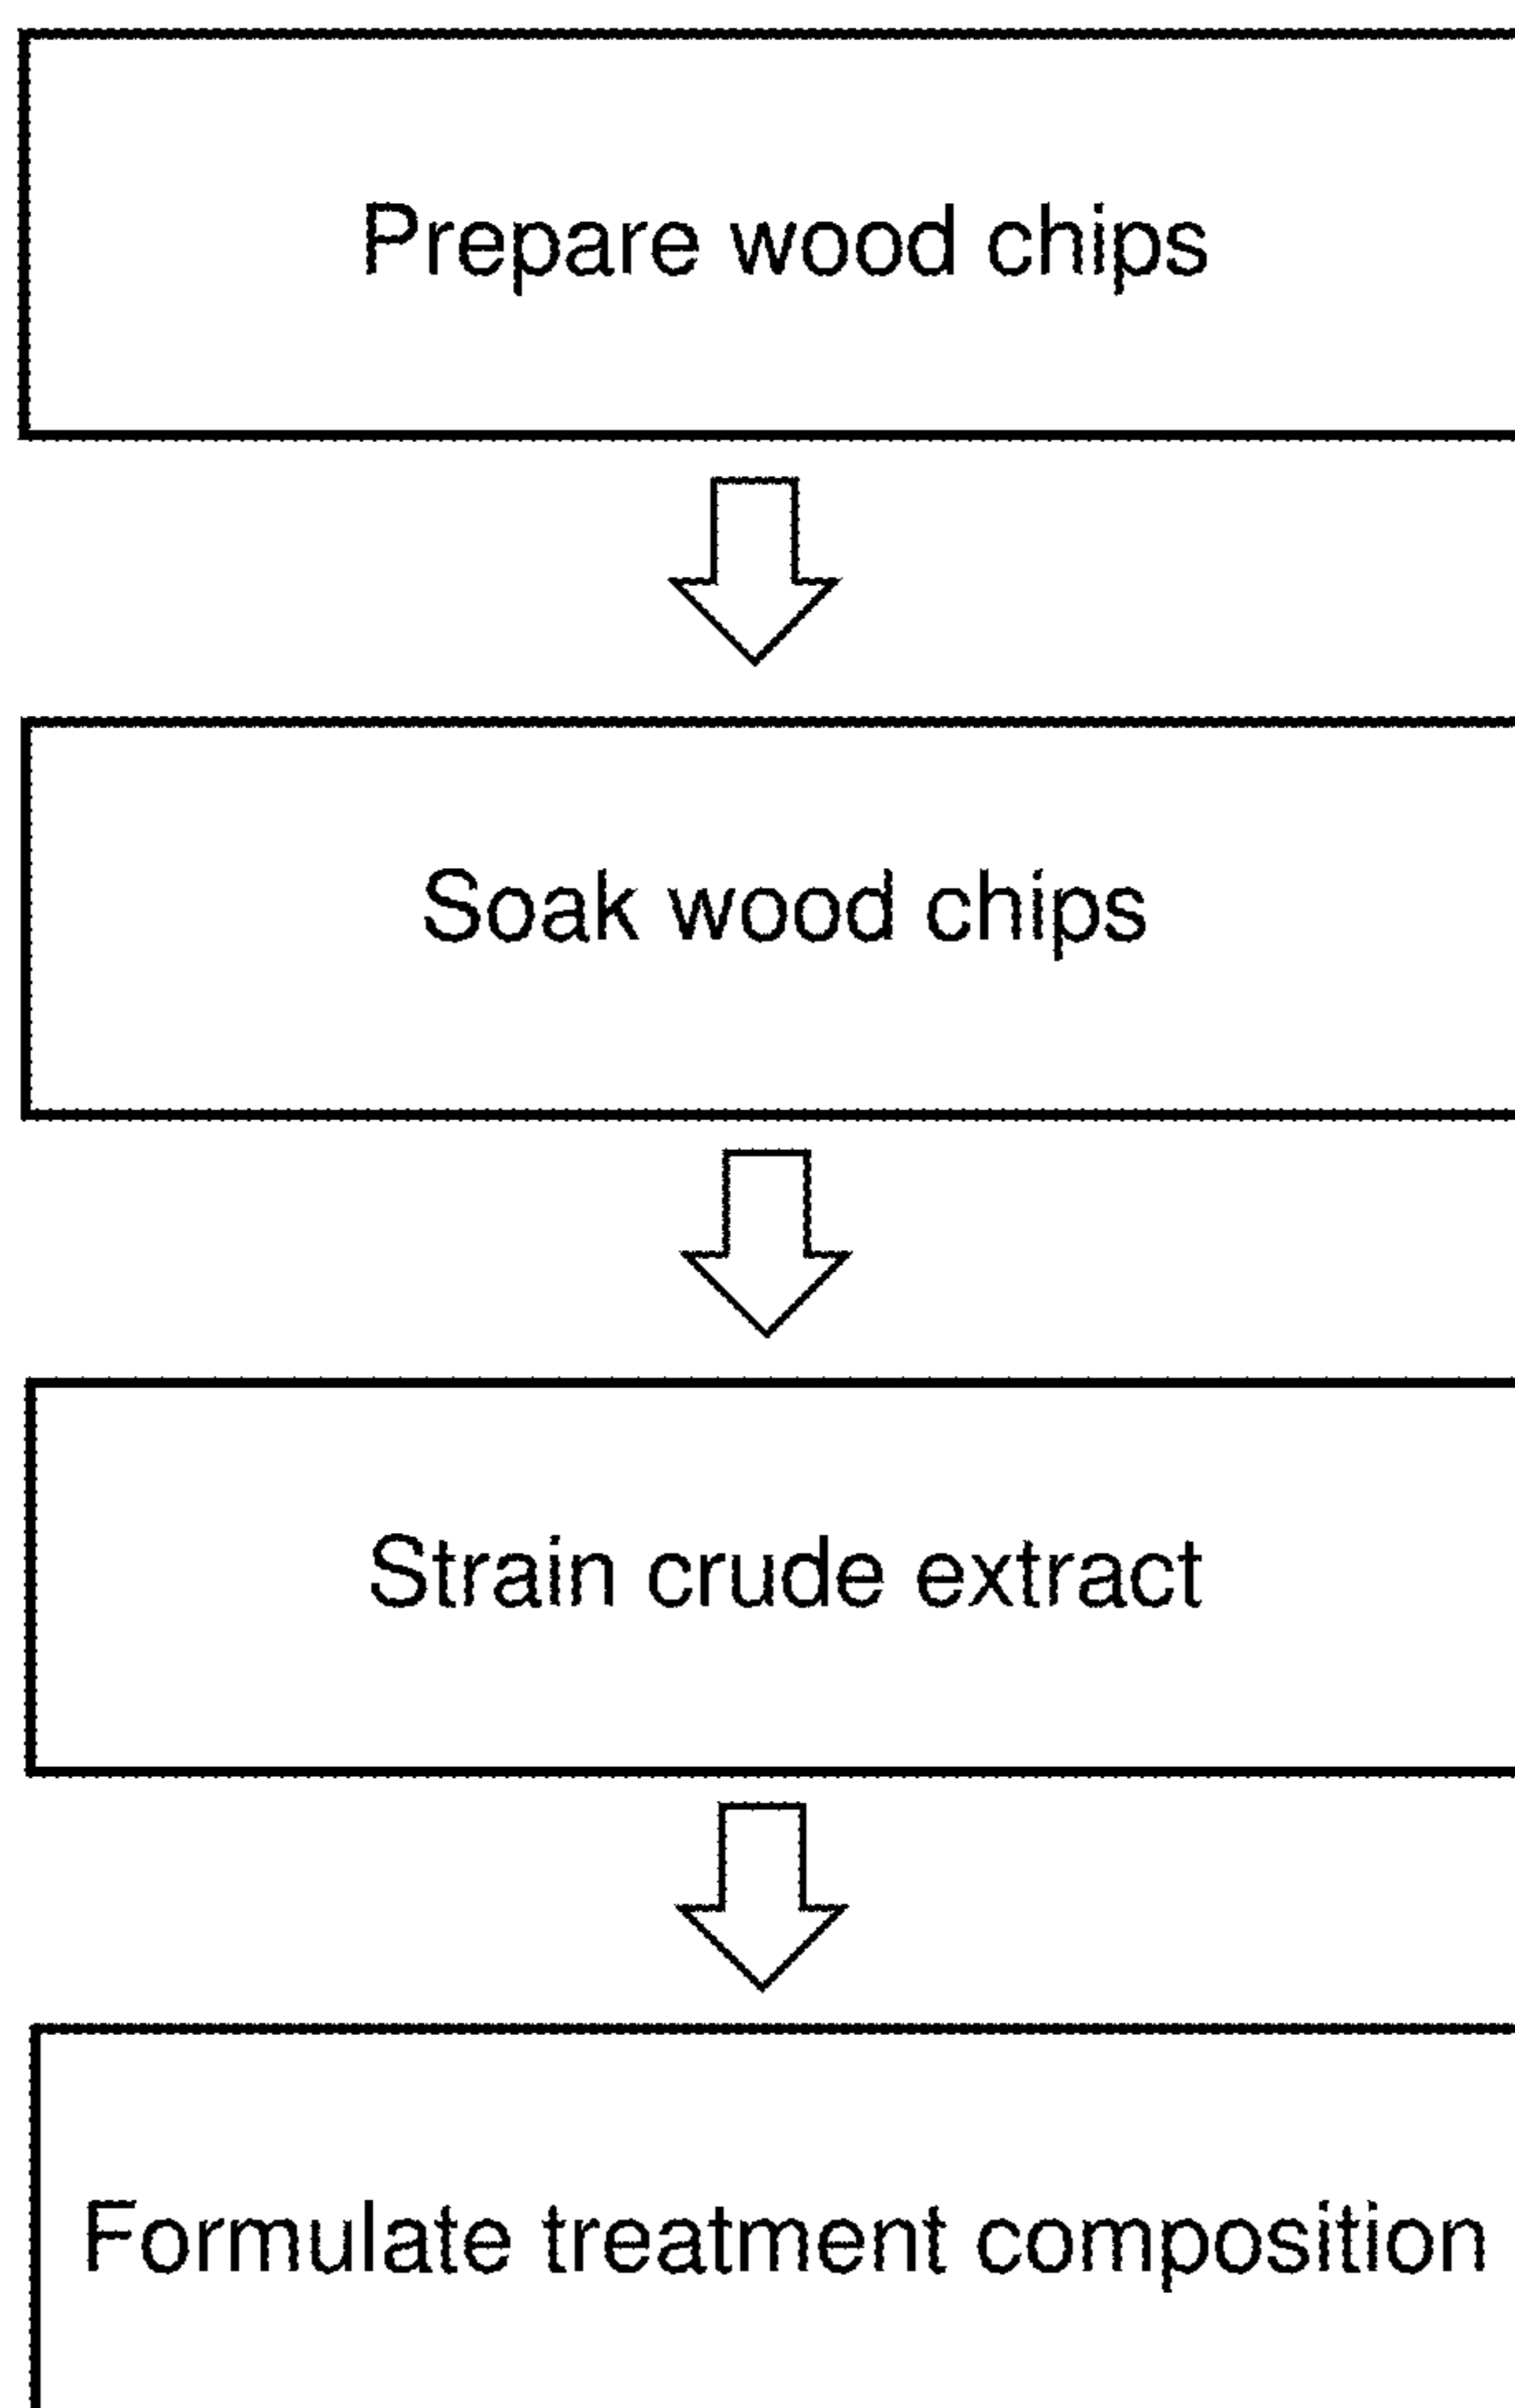 Prepare wood chips
Soak wood chips
Strain crude extract
Formulate treatment composition